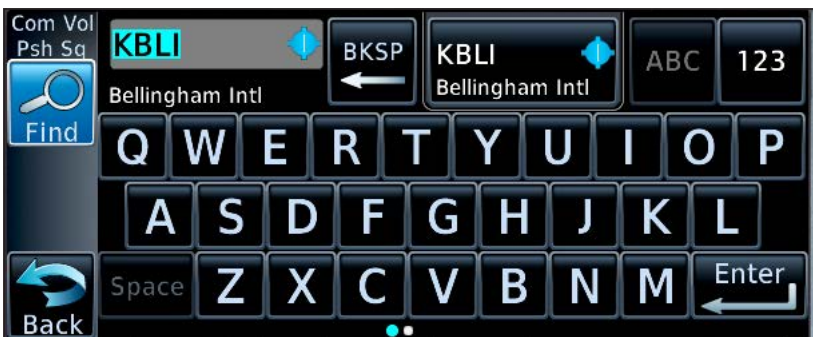 Com Vol
Psh Sq
KBLI
BKSP
KBLI
ABC
123
Bellingham Intl
Bellingham Intl
Find
Q W E R T Y U I O P
A S D F G H J K L
Space Z X C V B N M Enter
Back